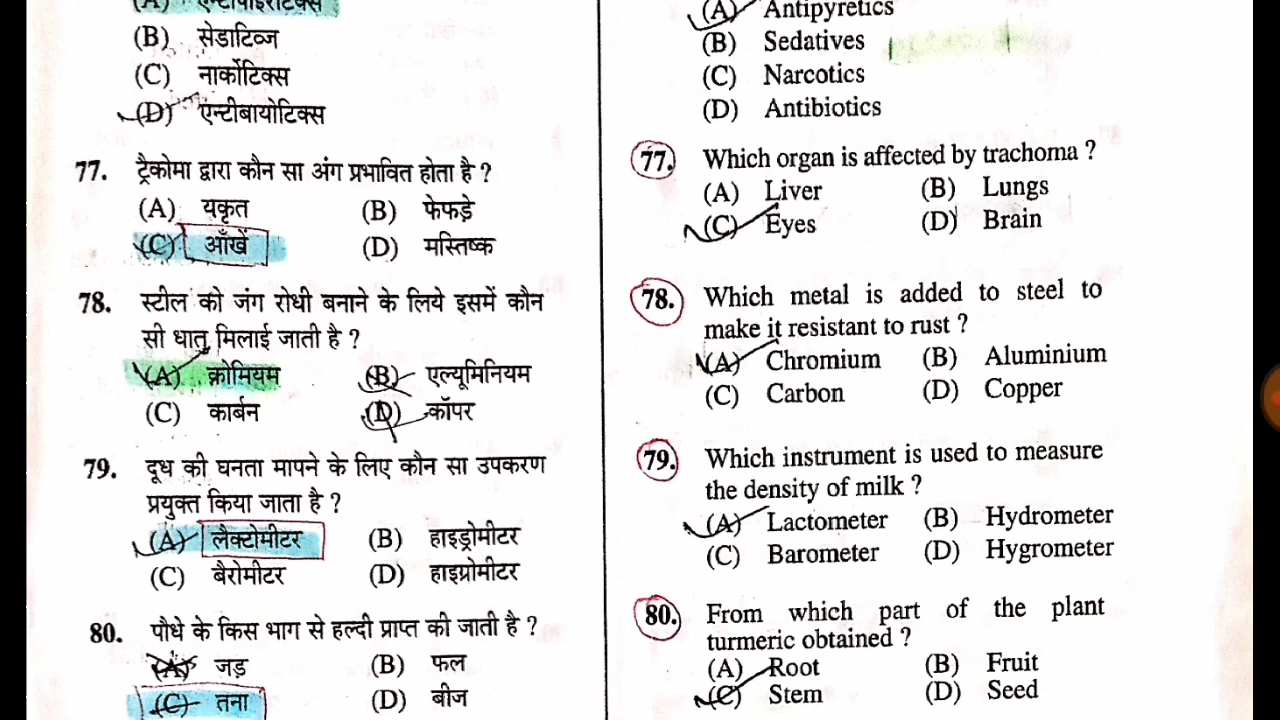 (A) एन्टीपाइरेटिक्स
(B) सेडाटिव्ज
(C) नार्कोटिक्स
(D) एन्टीबायोटिक्स
77. ट्रैकोमा द्वारा कौन सा अंग प्रभावित होता है ?
(A) यकृत (B) फेफड़े
(C) आँखें (D) मस्तिष्क
78. स्टील को जंग रोधी बनाने के लिये इसमें कौन
सी धातु मिलाई जाती है ?
(A) क्रोमियम (B) एल्यूमिनियम
(C) कार्बन (D) कॉपर
79. दूध की घनता मापने के लिए कौन सा उपकरण
प्रयुक्त किया जाता है ?
(A) लैक्टोमीटर (B) हाइड्रोमीटर
(C) बैरोमीटर (D) हाइग्रोमीटर
80. पौधे के किस भाग से हल्दी प्राप्त की जाती है ?
(A) जड़ (B) फल
(C) तना (D) बीज
(A) Antipyretics
(B) Sedatives
(C) Narcotics
(D) Antibiotics
77. Which organ is affected by trachoma ?
(A) Liver (B) Lungs
(C) Eyes (D) Brain
78. Which metal is added to steel to
make it resistant to rust ?
(A) Chromium (B) Aluminium
(C) Carbon (D) Copper
79. Which instrument is used to measure
the density of milk ?
(A) Lactometer (B) Hydrometer
(C) Barometer (D) Hygrometer
80. From which part of the plant
turmeric obtained ?
(A) Root (B) Fruit
(C) Stem (D) Seed